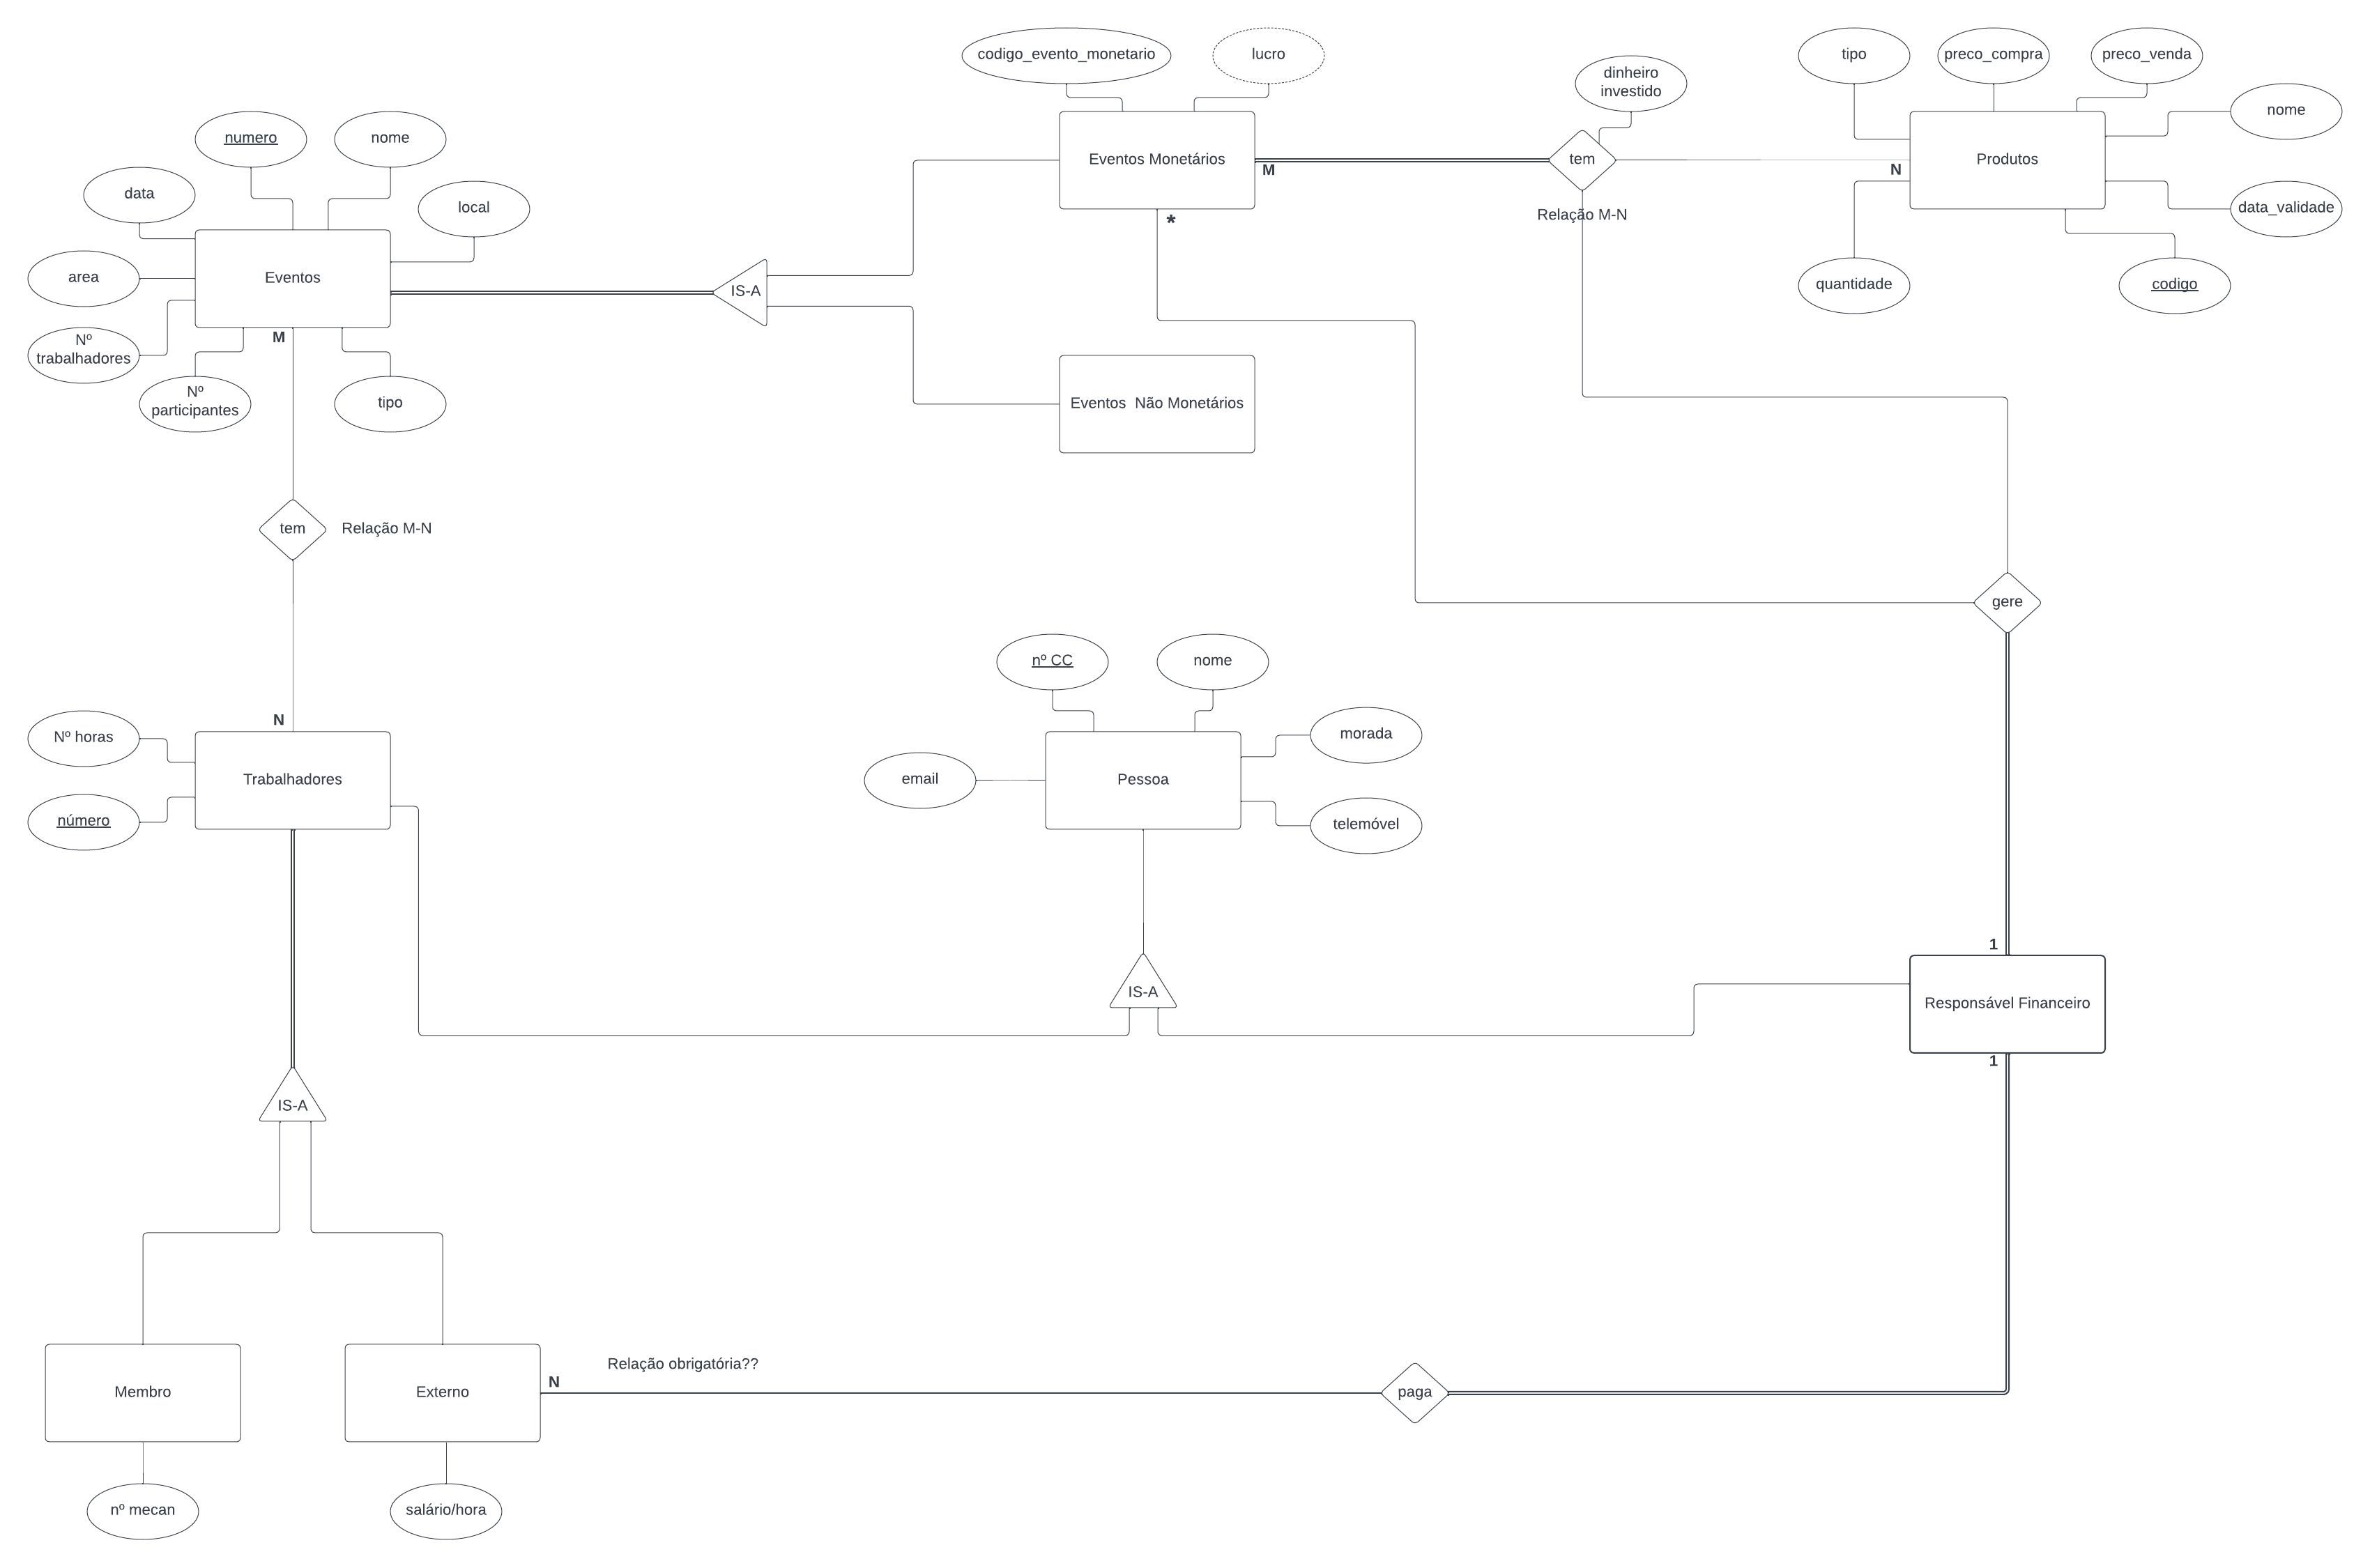 codigo_evento_monetario
lucro
dinheiro
investido
tipo
preco_compra
preco_venda
nome
numero
nome
data
local
area
Eventos
Nº
trabalhadores
Nº
participantes
tipo
M
IS-A
Eventos Monetários
M
*
tem
Relação M-N
N
Produtos
data_validade
quantidade
codigo
Eventos  Não Monetários
tem
Relação M-N
gere
nº CC
nome
N
Nº horas
número
Trabalhadores
email
Pessoa
morada
telemóvel
1
IS-A
Responsável Financeiro
1
IS-A
Relação obrigatória??
Membro
Externo
N
paga
nº mecan
salário/hora